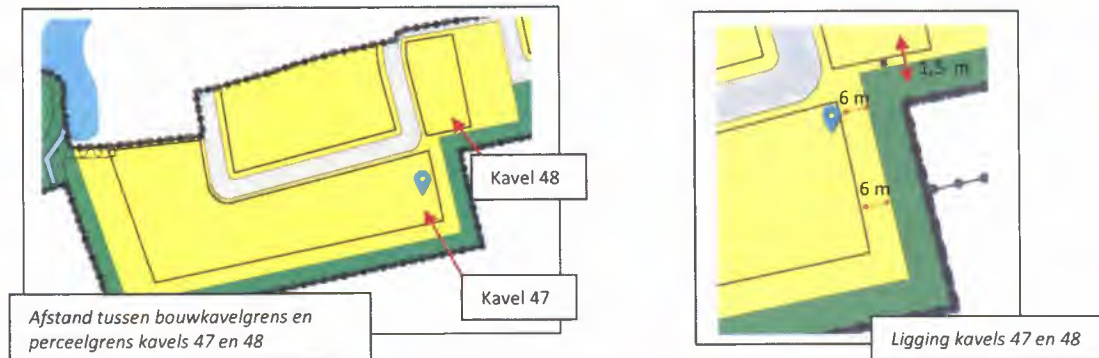 Kavel 48
Kavel 47
Afstand tussen bouwkavelgrens en
perceelgrens kavels 47 en 48
1,5 m
6 m
6 m
Ligging kavels 47 en 48